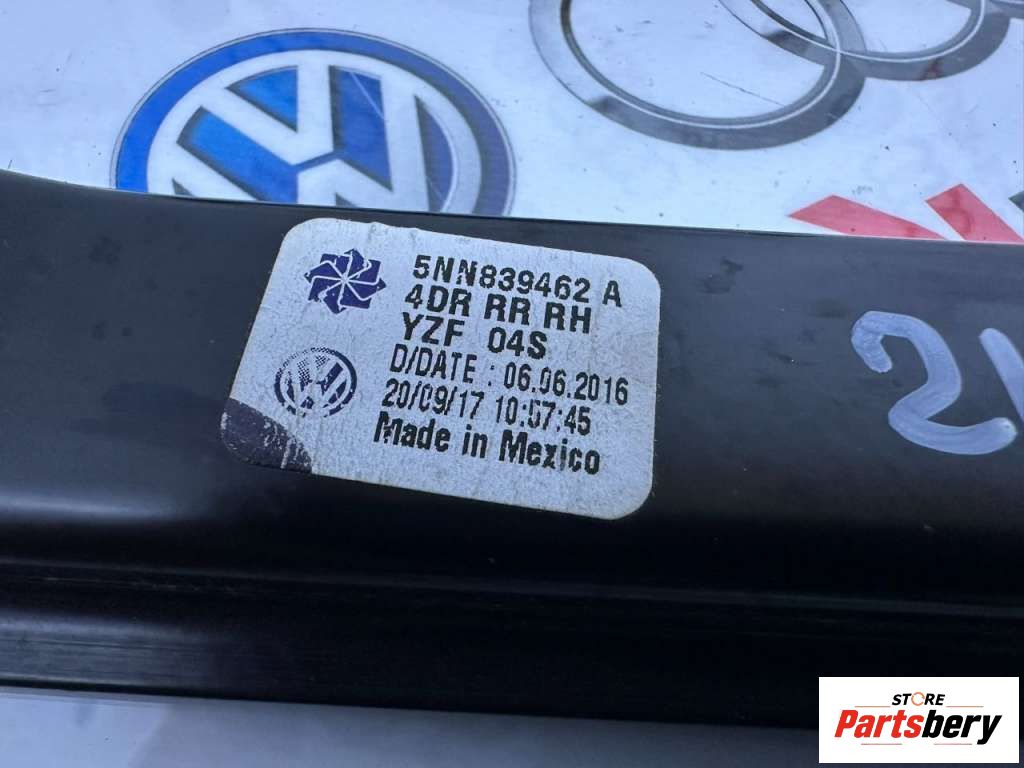 5NN839462 A
4DR RR RH
YZF 04S
D/DATE : 06.06.2016
20/09/17 10:57:45
Made in Mexico
STORE
Partsbery